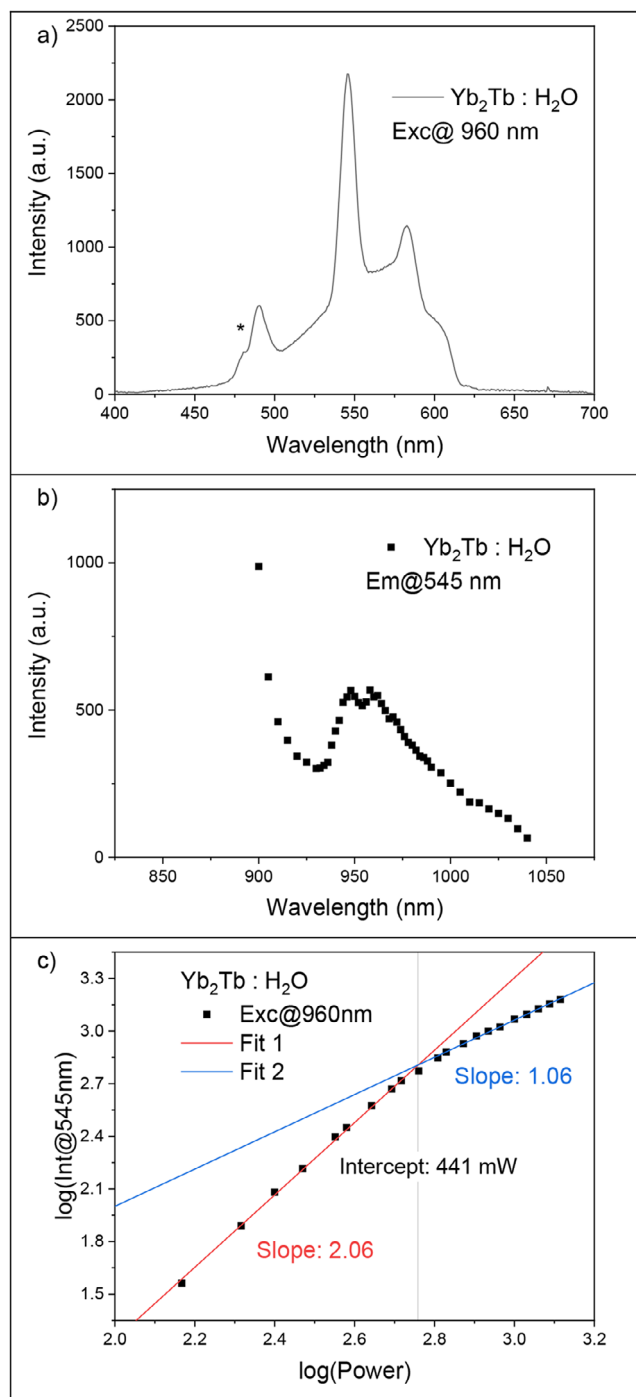 a)
Yb₂Tb : H₂O
Exc@ 960 nm
*
Intensity (a.u.)
2500
2000
1500
1000
500
0
400 450 500 550 600 650 700
Wavelength (nm)
b)
Yb₂Tb : H₂O
Em@545 nm
Intensity (a.u.)
1000
500
0
850 900 950 1000 1050
Wavelength (nm)
c)
Yb₂Tb : H₂O
Exc@960nm
Fit 1
Fit 2
Slope: 1.06
Intercept: 441 mW
Slope: 2.06
log(Int@545nm)
3.3
3.0
2.7
2.4
2.1
1.8
1.5
2.0 2.2 2.4 2.6 2.8 3.0 3.2
log(Power)